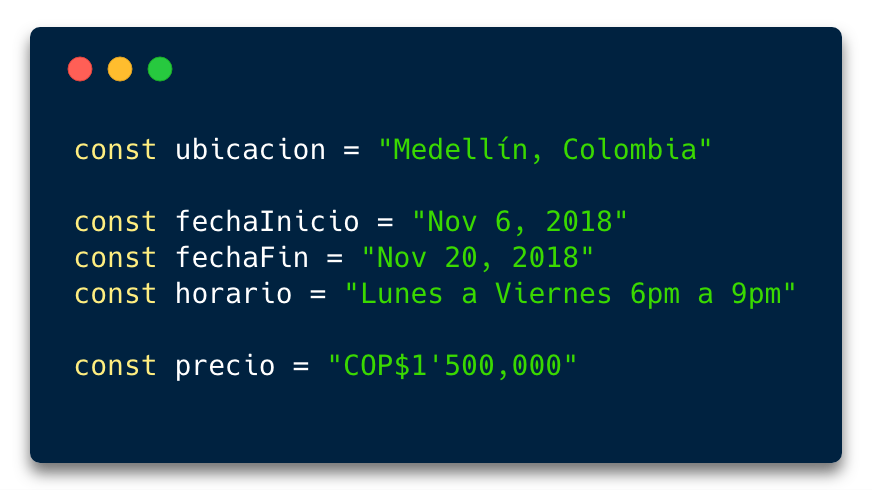 const ubicacion = "Medellín, Colombia"
const fechaInicio = "Nov 6, 2018"
const fechaFin = "Nov 20, 2018"
const horario = "Lunes a Viernes 6pm a 9pm"
const precio = "COP$1'500,000"